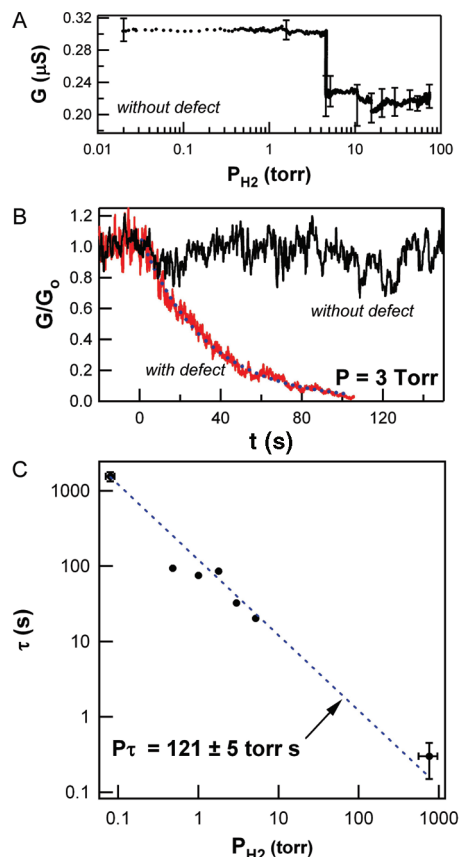 A
0.32
0.28
0.24
0.20
G (μS)
without defect
0.01
0.1
1
10
100
P_H2 (torr)
B
1.2
1.0
0.8
0.6
0.4
0.2
0.0
G/G_o
without defect
with defect
P = 3 Torr
0
40
80
120
t (s)
C
1000
100
10
1
0.1
τ (s)
Pτ = 121 ± 5 torr s
0.1
1
10
100
1000
P_H2 (torr)